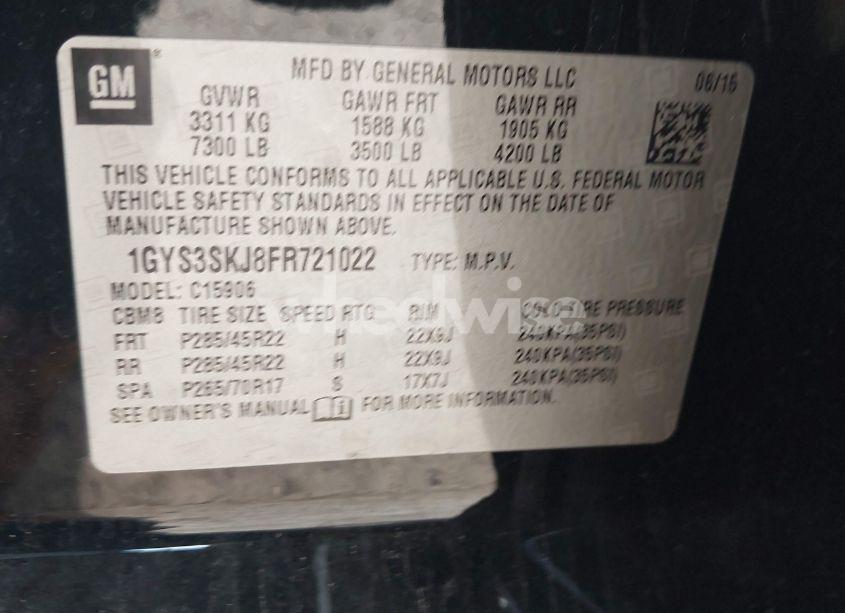 GM ®
MFD BY GENERAL MOTORS LLC 06/15
GVWR GAWR FRT GAWR RR
3311 KG 1588 KG 1905 KG
7300 LB 3500 LB 4200 LB
THIS VEHICLE CONFORMS TO ALL APPLICABLE U.S. FEDERAL MOTOR
VEHICLE SAFETY STANDARDS IN EFFECT ON THE DATE OF
MANUFACTURE SHOWN ABOVE.
1GYS3SKJ8FR721022 TYPE: M.P.V.
MODEL: C15906
CBM8 TIRE SIZE SPEED RTG RIM COLD TIRE PRESSURE
FRT P285/45R22 H 22X9J 240KPA(35PSI)
RR P285/45R22 H 22X9J 240KPA(35PSI)
SPA P265/70R17 S 17X7J 240KPA(35PSI)
SEE OWNER'S MANUAL FOR MORE INFORMATION.